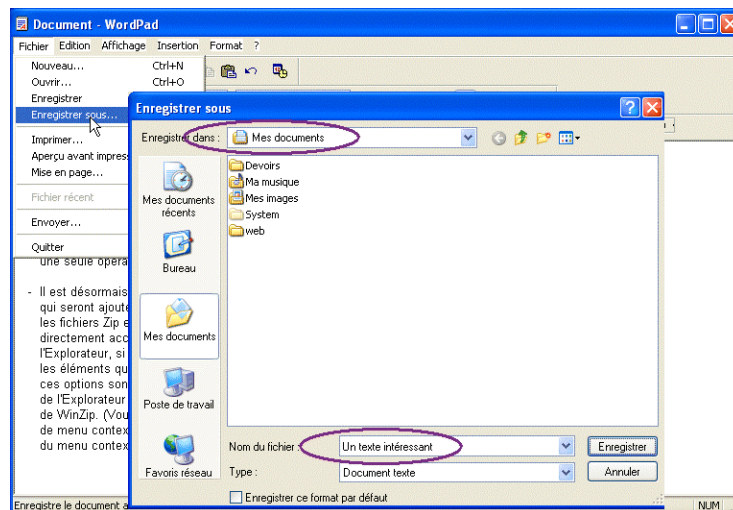 Document - WordPad
Fichier Edition Affichage Insertion Format ?
Nouveau... Ctrl+N
Ouvrir... Ctrl+O
Enregistrer
Enregistrer sous...
Imprimer...
Aperçu avant impres
Mise en page...
Fichier récent
Envoyer...
Quitter
une seule opéra
- Il est désormais
qui seront ajouté
les fichiers Zip e
directement acc
l'Explorateur, si
les éléments qu
ces options son
de l'Explorateur
de WinZip. (Vou
de menu contex
du menu contex
Enregistre le document a
NUM
Enregistrer sous
Enregistrer dans : Mes documents
Mes documents
récents
Bureau
Mes documents
Poste de travail
Favoris réseau
Devoirs
Ma musique
Mes images
System
web
Nom du fichier : Un texte intéressant Enregistrer
Type : Document texte Annuler
Enregistrer ce format par défaut